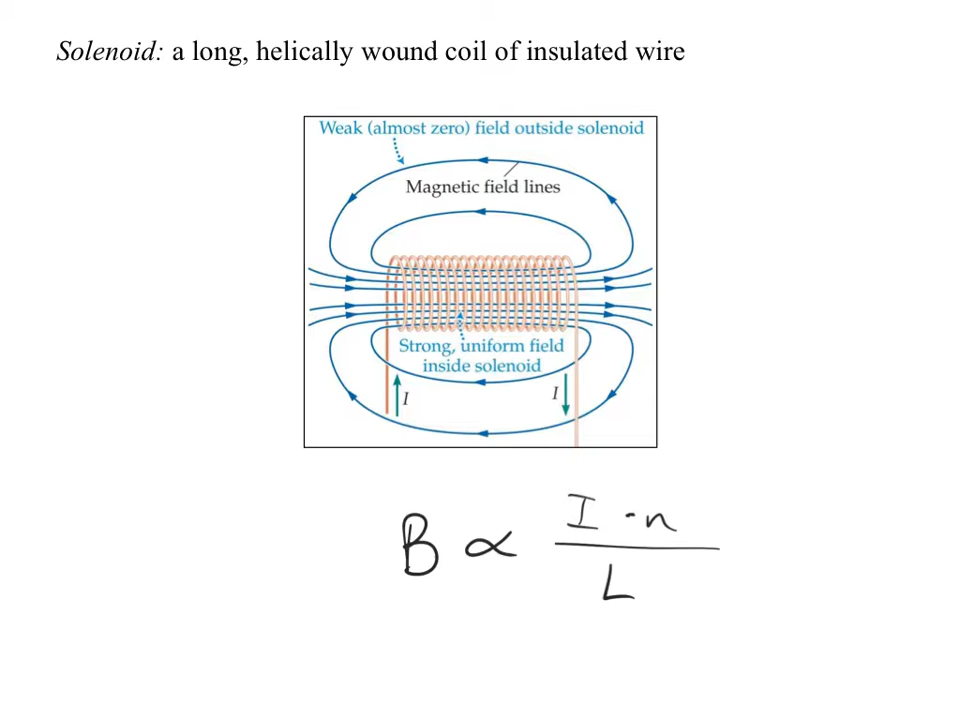 Solenoid: a long, helically wound coil of insulated wire
Weak (almost zero) field outside solenoid
Magnetic field lines
Strong, uniform field
inside solenoid
I
I
B ∝ I · n / L